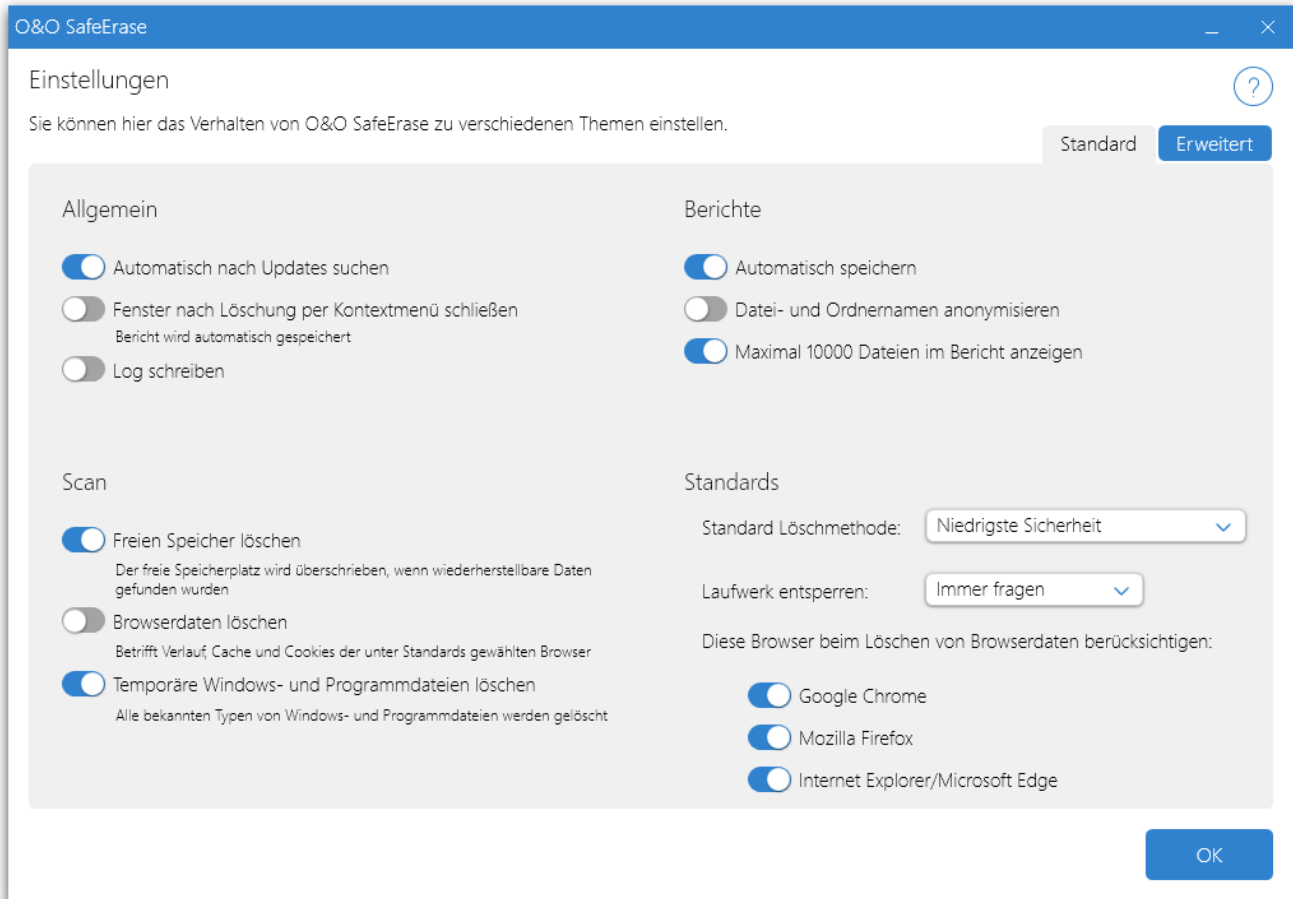 O&O SafeErase
Einstellungen
?
Sie können hier das Verhalten von O&O SafeErase zu verschiedenen Themen einstellen.
Standard
Erweitert
Allgemein
Automatisch nach Updates suchen
Fenster nach Löschung per Kontextmenü schließen
Bericht wird automatisch gespeichert
Log schreiben
Berichte
Automatisch speichern
Datei- und Ordnernamen anonymisieren
Maximal 10000 Dateien im Bericht anzeigen
Scan
Freien Speicher löschen
Der freie Speicherplatz wird überschrieben, wenn wiederherstellbare Daten
gefunden wurden
Browserdaten löschen
Betrifft Verlauf, Cache und Cookies der unter Standards gewählten Browser
Temporäre Windows- und Programmdateien löschen
Alle bekannten Typen von Windows- und Programmdateien werden gelöscht
Standards
Standard Löschmethode: Niedrigste Sicherheit
Laufwerk entsperren: Immer fragen
Diese Browser beim Löschen von Browserdaten berücksichtigen:
Google Chrome
Mozilla Firefox
Internet Explorer/Microsoft Edge
OK